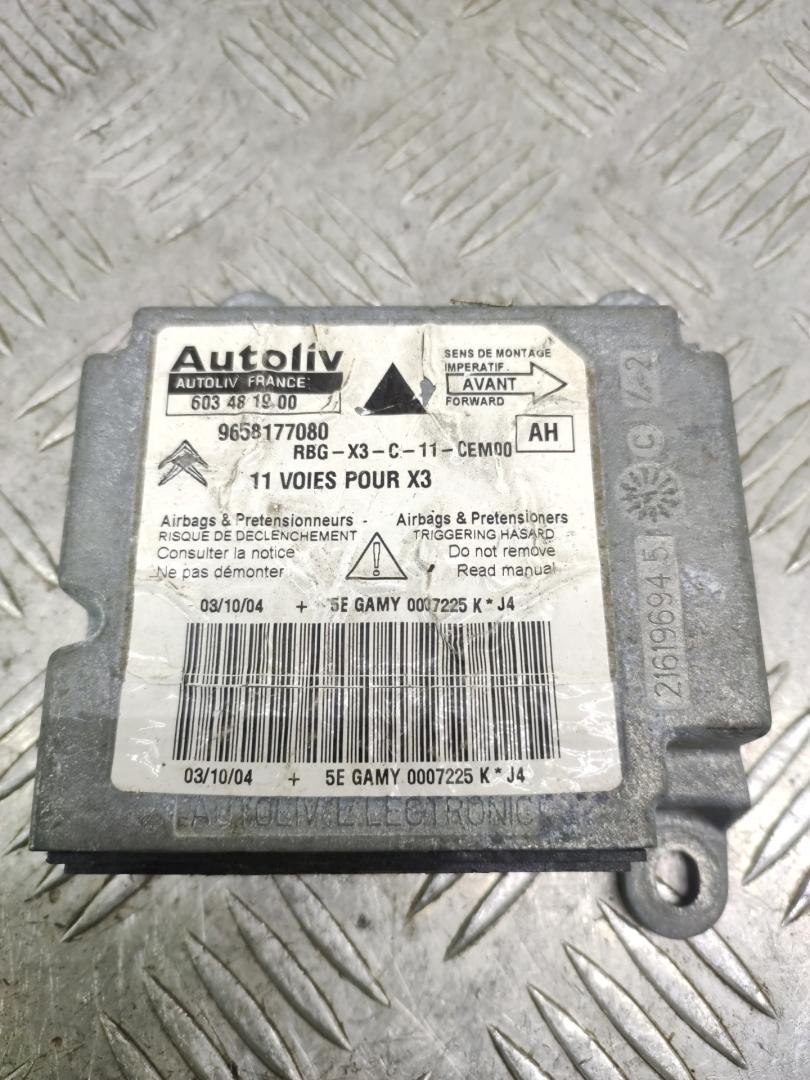 Autoliv
AUTOLIV FRANCE
603 48 19 00
SENS DE MONTAGE
IMPERATIF
AVANT
FORWARD
9658177080
RBG-X3-C-11-CEM00
AH
11 VOIES POUR X3
Airbags & Pretensionneurs -
RISQUE DE DECLENCHEMENT
Consulter la notice
Ne pas démonter
Airbags & Pretensioners
TRIGGERING HASARD
Do not remove
Read manual
03/10/04 + 5E GAMY 0007225 K * J4
03/10/04 + 5E GAMY 0007225 K * J4
AUTOLIV ELECTRONIC
21619694 5
C